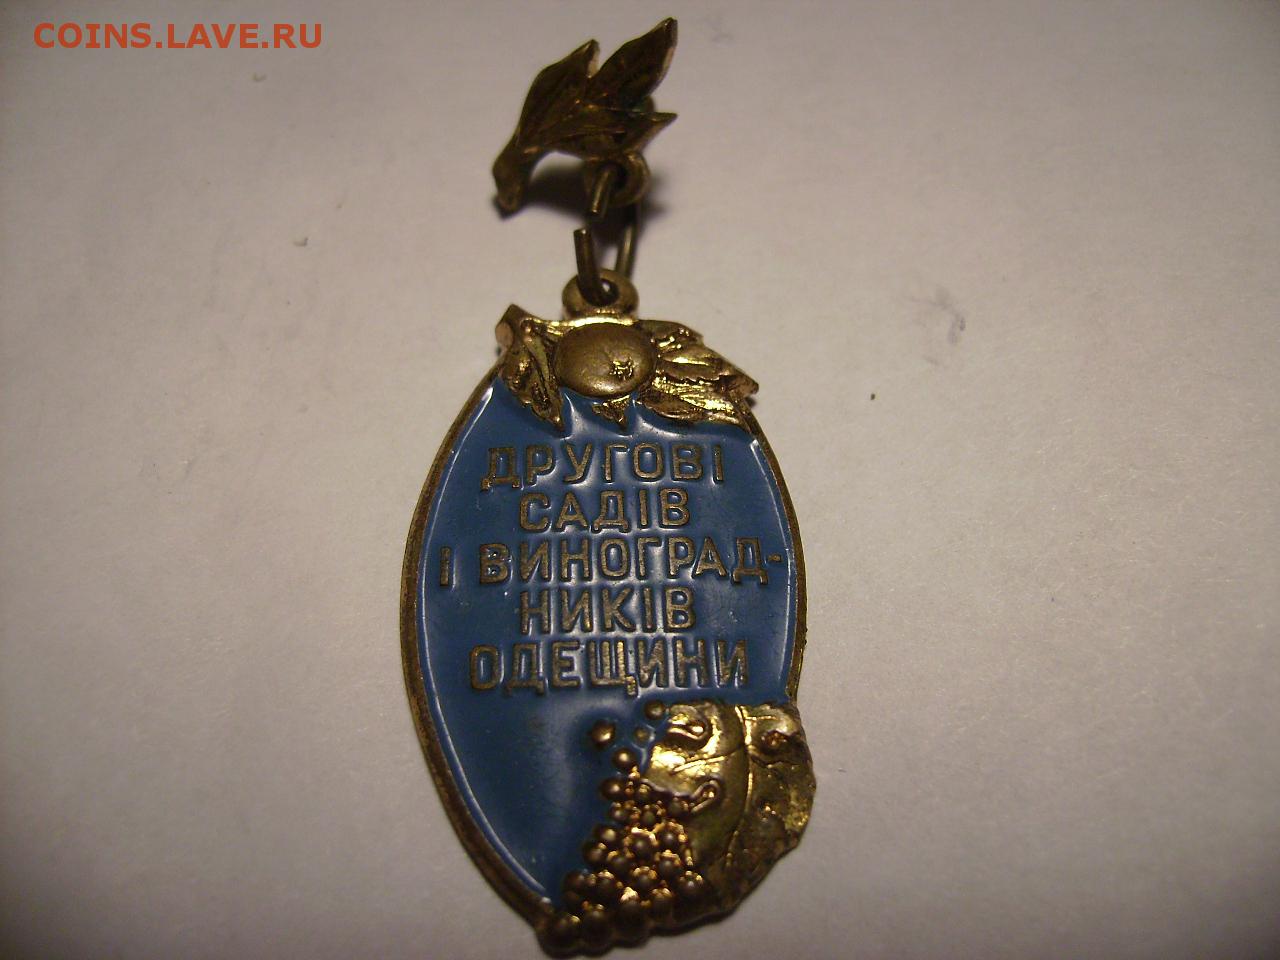 COINS.LAVE.RU
ДРУГОВІ
САДІВ
І ВИНОГРАД-
НИКІВ
ОДЕЩИНИ